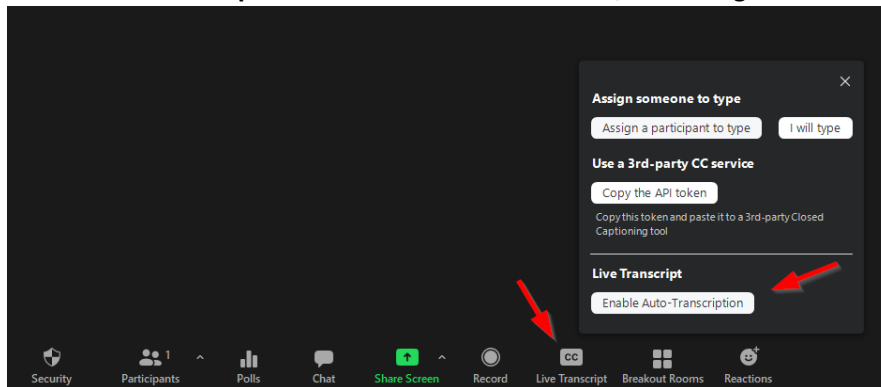 Assign someone to type
Assign a participant to type I will type
Use a 3rd-party CC service
Copy the API token
Copy this token and paste it to a 3rd-party Closed
Captioning tool
Live Transcript
Enable Auto-Transcription
1 CC
Security Participants Polls Chat Share Screen Record Live Transcript Breakout Rooms Reactions